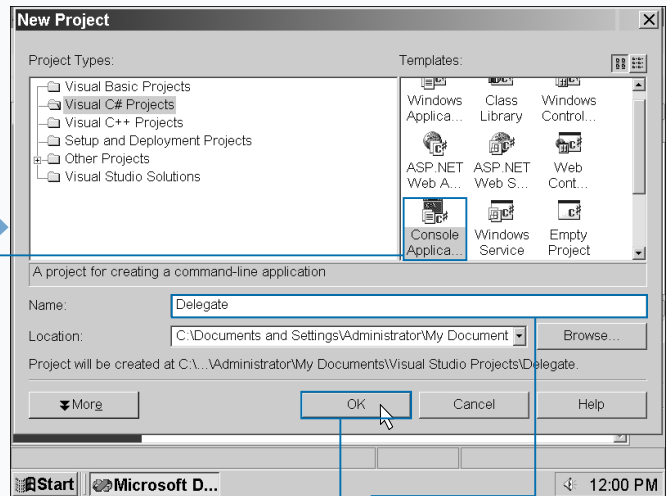 New Project
Project Types:
Templates:
Visual Basic Projects
Visual C# Projects
Visual C++ Projects
Setup and Deployment Projects
Other Projects
Visual Studio Solutions
Windows Applica...
Class Library
Windows Control...
ASP.NET Web A...
ASP.NET Web S...
Web Cont...
Console Applica...
Windows Service
Empty Project
A project for creating a command-line application
Name:
Delegate
Location:
C:\Documents and Settings\Administrator\My Document
Browse...
Project will be created at C:\...\Administrator\My Documents\Visual Studio Projects\Delegate.
More
OK
Cancel
Help
Start
Microsoft D...
12:00 PM